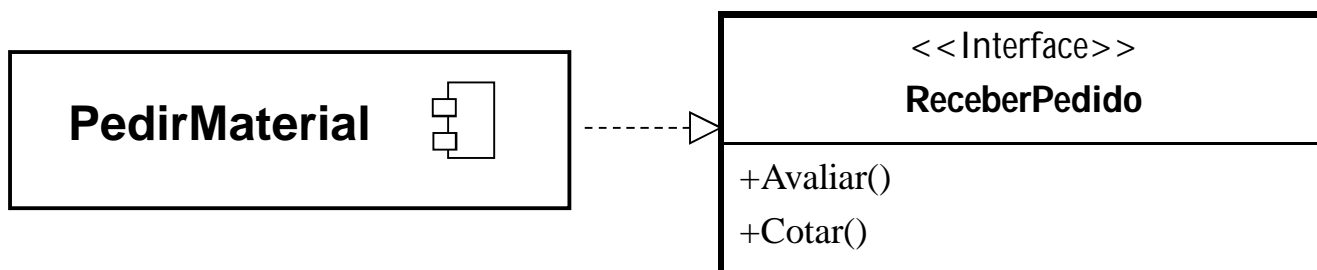 PedirMaterial
<<Interface>>
ReceberPedido
+Avaliar()
+Cotar()